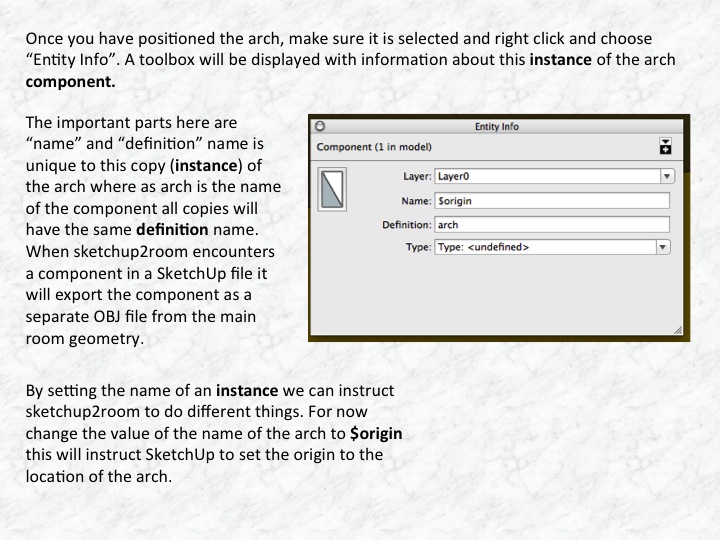 Once you have positioned the arch, make sure it is selected and right click and choose
“Entity Info”. A toolbox will be displayed with information about this instance of the arch
component.
The important parts here are
“name” and “definition” name is
unique to this copy (instance) of
the arch where as arch is the name
of the component all copies will
have the same definition name.
When sketchup2room encounters
a component in a SketchUp file it
will export the component as a
separate OBJ file from the main
room geometry.
Entity Info
Component (1 in model)
Layer: Layer0
Name: $origin
Definition: arch
Type: Type: <undefined>
By setting the name of an instance we can instruct
sketchup2room to do different things. For now
change the value of the name of the arch to $origin
this will instruct SketchUp to set the origin to the
location of the arch.